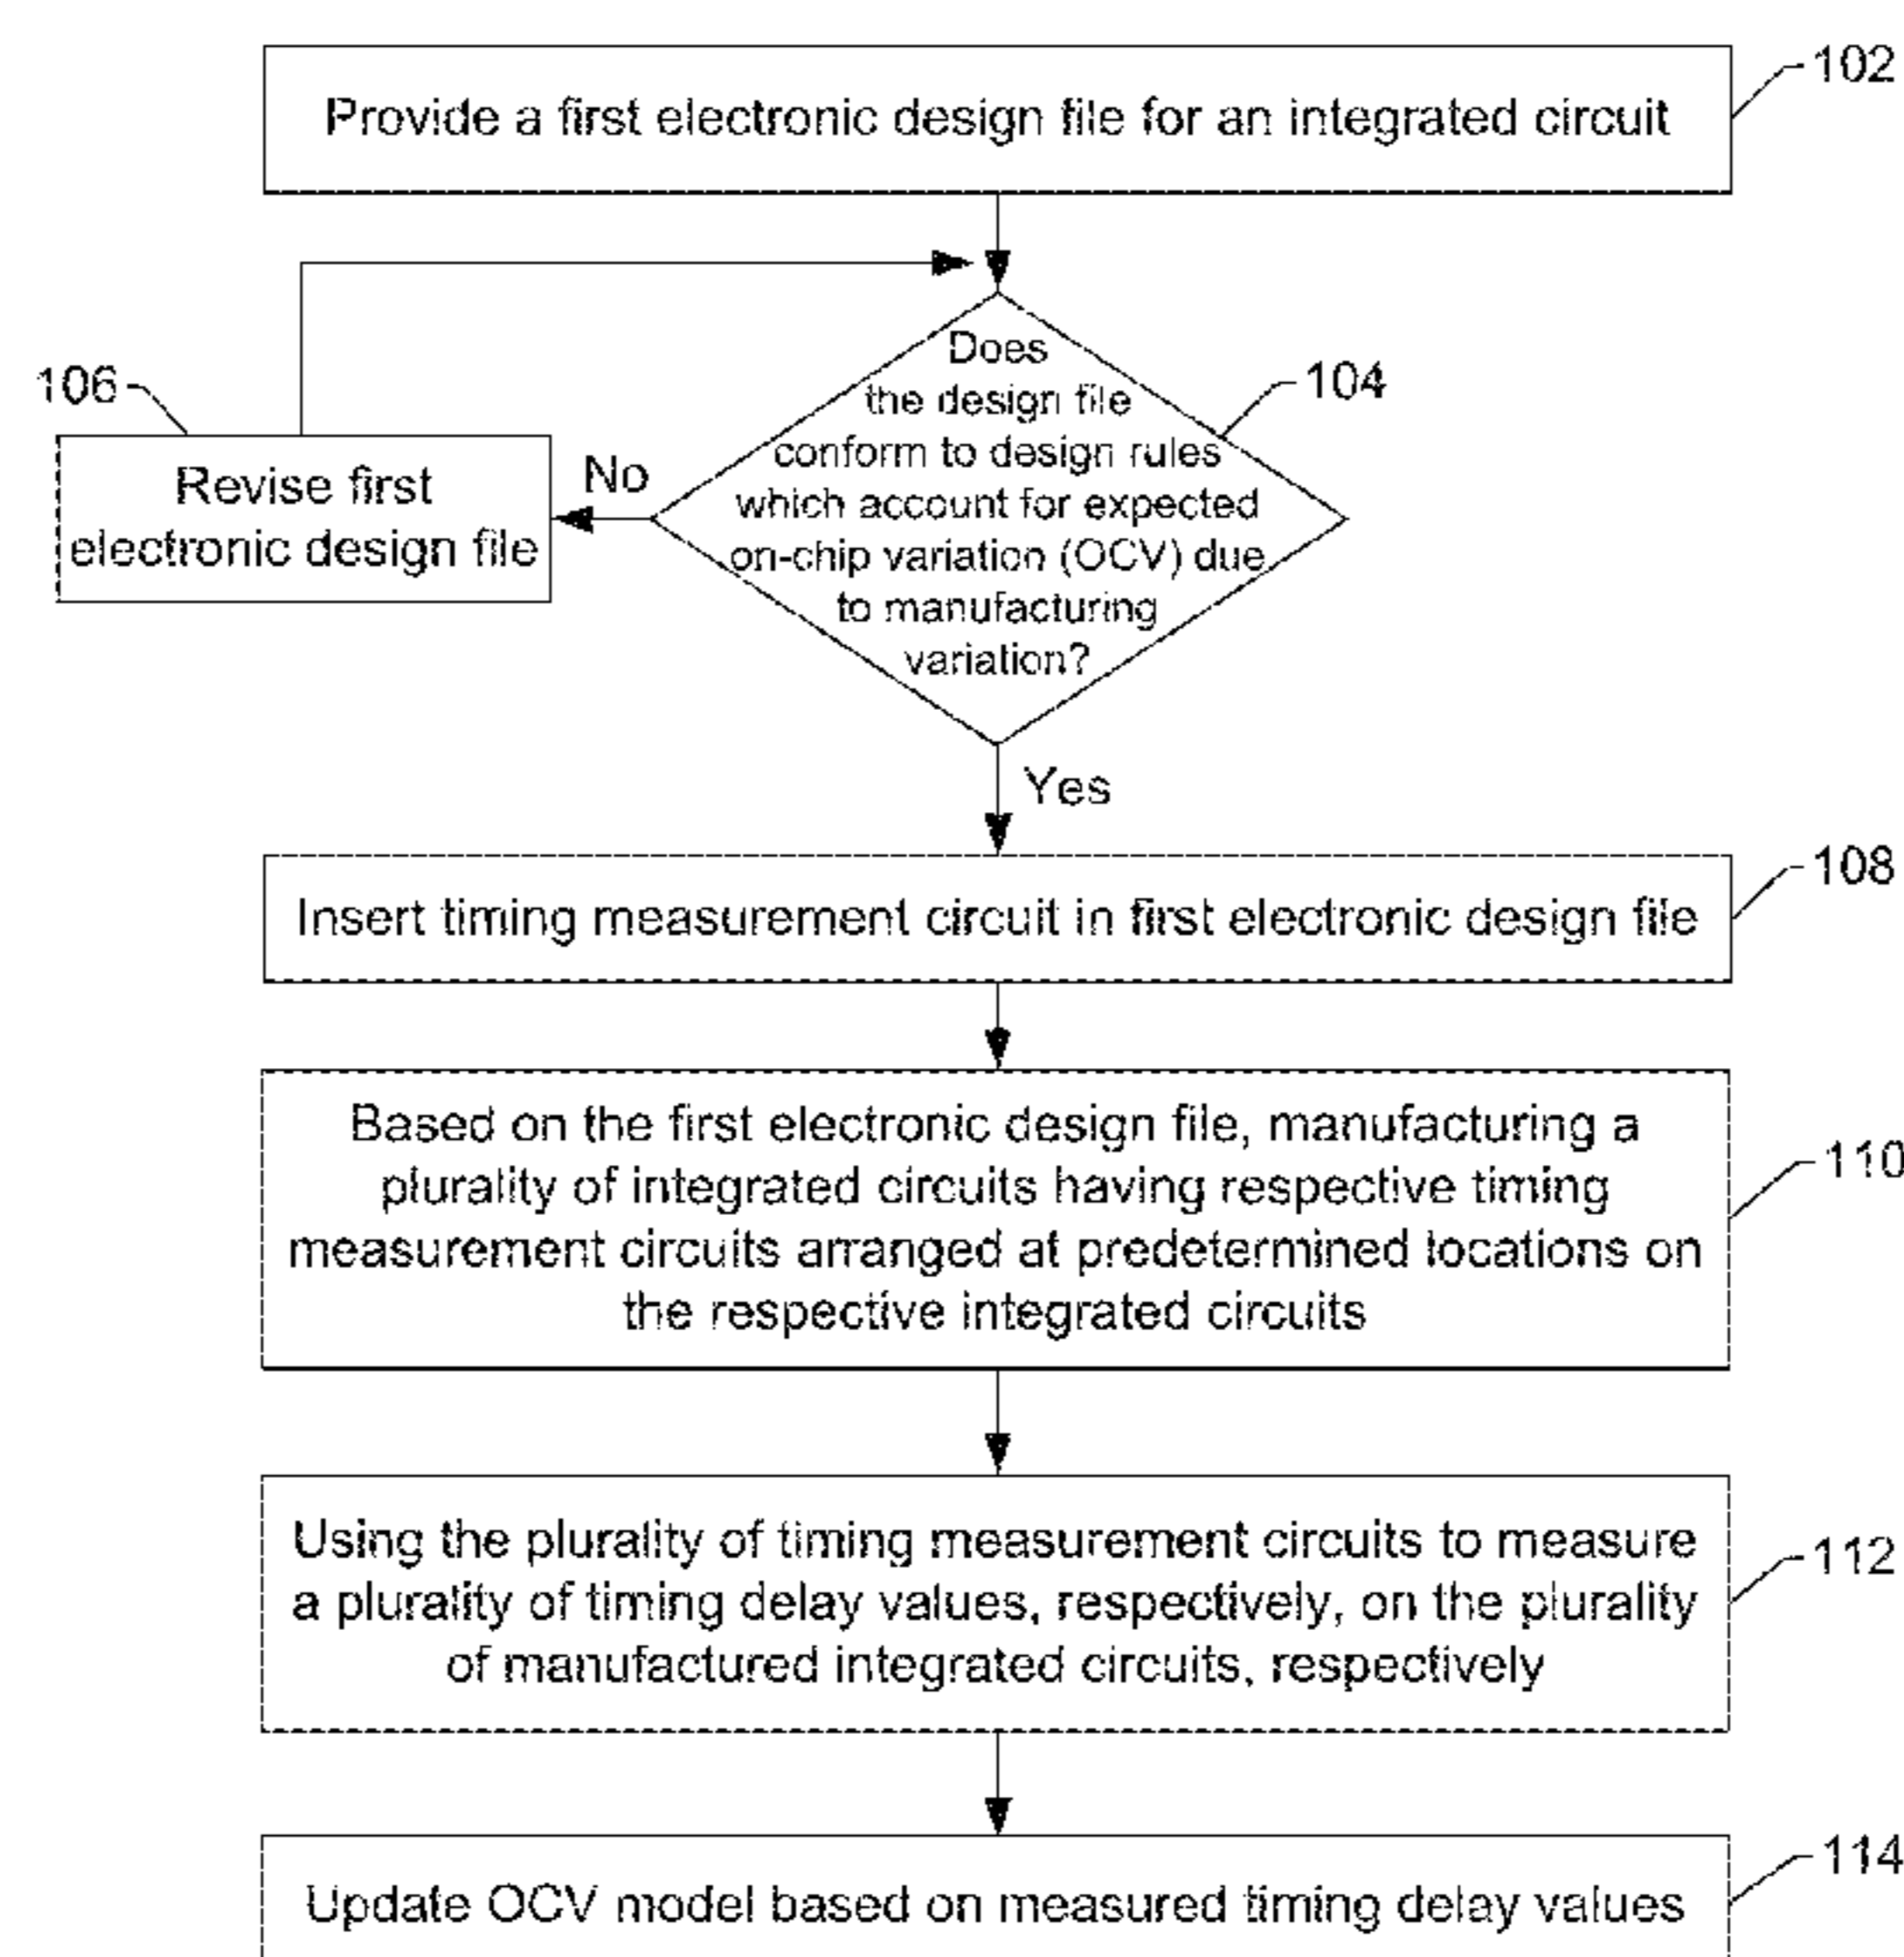 102
Provide a first electronic design file for an integrated circuit
104
Does
the design file
conform to design rules
which account for expected
on-chip variation (OCV) due
to manufacturing
variation?
106
No
Revise first
electronic design file
Yes
108
Insert timing measurement circuit in first electronic design file
110
Based on the first electronic design file, manufacturing a
plurality of integrated circuits having respective timing
measurement circuits arranged at predetermined locations on
the respective integrated circuits
112
Using the plurality of timing measurement circuits to measure
a plurality of timing delay values, respectively, on the plurality
of manufactured integrated circuits, respectively
114
Update OCV model based on measured timing delay values